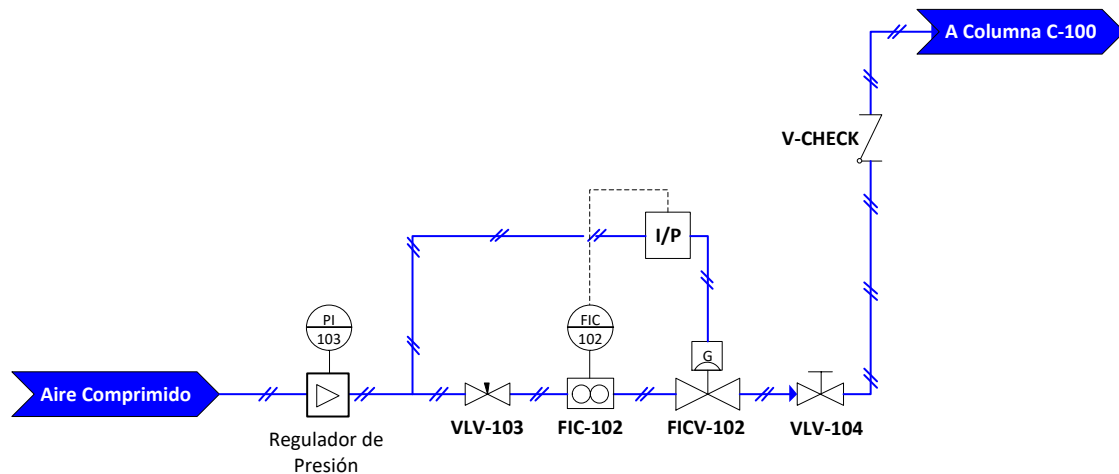 A Columna C-100
V-CHECK
I/P
PI
103
FIC
102
G
Aire Comprimido
VLV-103
FIC-102
FICV-102
VLV-104
Regulador de
Presión